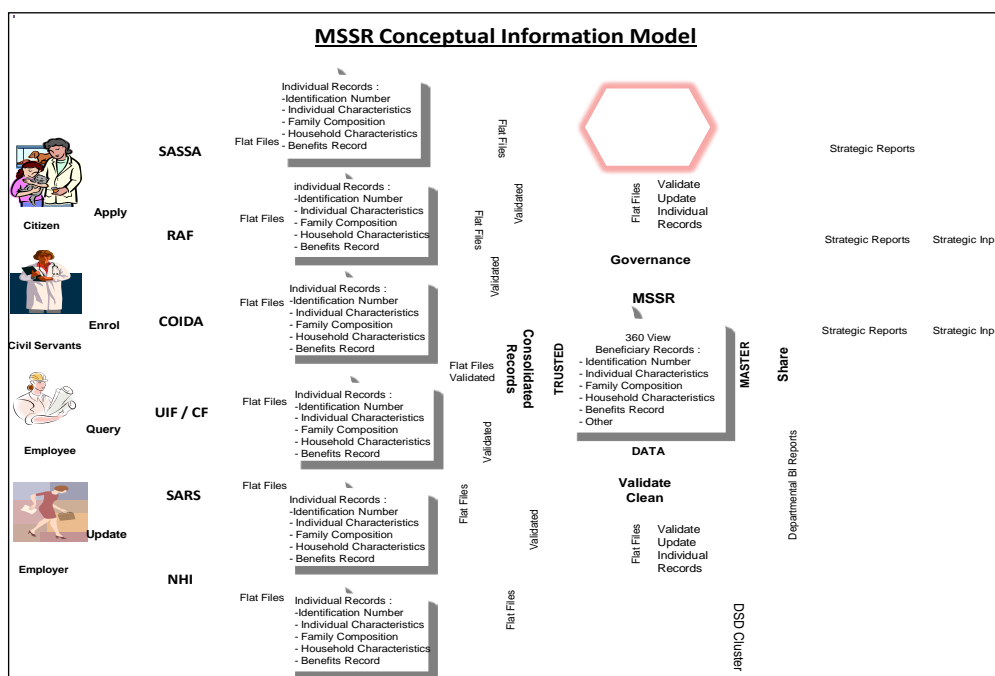 MSSR Conceptual Information Model
Citizen
Apply
Civil Servants
Enrol
Employee
Query
Employer
Update
SASSA
RAF
COIDA
UIF / CF
SARS
NHI
Flat Files
Individual Records :
-Identification Number
- Individual Characteristics
- Family Composition
- Household Characteristics
- Benefits Record
Flat Files
individual Records :
-Identification Number
- Individual Characteristics
- Family Composition
- Household Characteristics
- Benefits Record
Flat Files
Individual Records :
-Identification Number
- Individual Characteristics
- Family Composition
- Household Characteristics
- Benefits Record
Flat Files
Individual Records :
-Identification Number
- Individual Characteristics
- Family Composition
- Household Characteristics
- Benefits Record
Flat Files
Individual Records :
-Identification Number
- Individual Characteristics
- Family Composition
- Household Characteristics
- Benefits Record
Flat Files
Individual Records :
-Identification Number
- Individual Characteristics
- Family Composition
- Household Characteristics
- Benefits Record
Flat Files
Validated
Flat Files
Validated
Flat Files
Validated
Validated
Flat Files
Validated
Flat Files
Consolidated
Records
TRUSTED
Flat Files
Validate
Update
Individual
Records
Governance
MSSR
360 View
Beneficiary Records :
- Identification Number
- Individual Characteristics
- Family Composition
- Household Characteristics
- Benefits Record
- Other
DATA
Validate
Clean
Flat Files
Validate
Update
Individual
Records
MASTER
Share
Departmental BI Reports
DSD Cluster
Strategic Reports
Strategic Reports
Strategic Inp
Strategic Reports
Strategic Inp